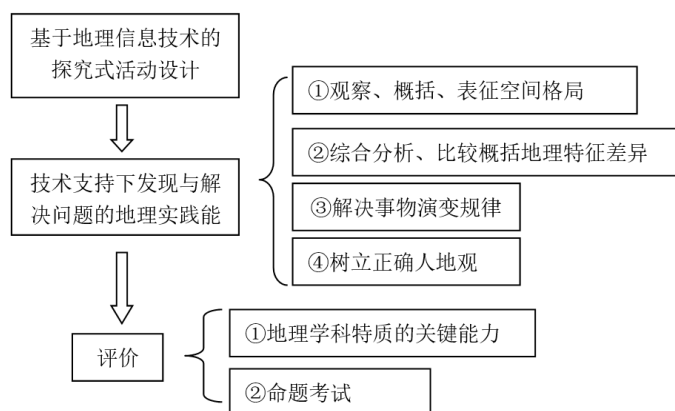 基于地理信息技术的
探究式活动设计
技术支持下发现与解
决问题的地理实践能
①观察、概括、表征空间格局
②综合分析、比较概括地理特征差异
③解决事物演变规律
④树立正确人地观
评价
①地理学科特质的关键能力
②命题考试